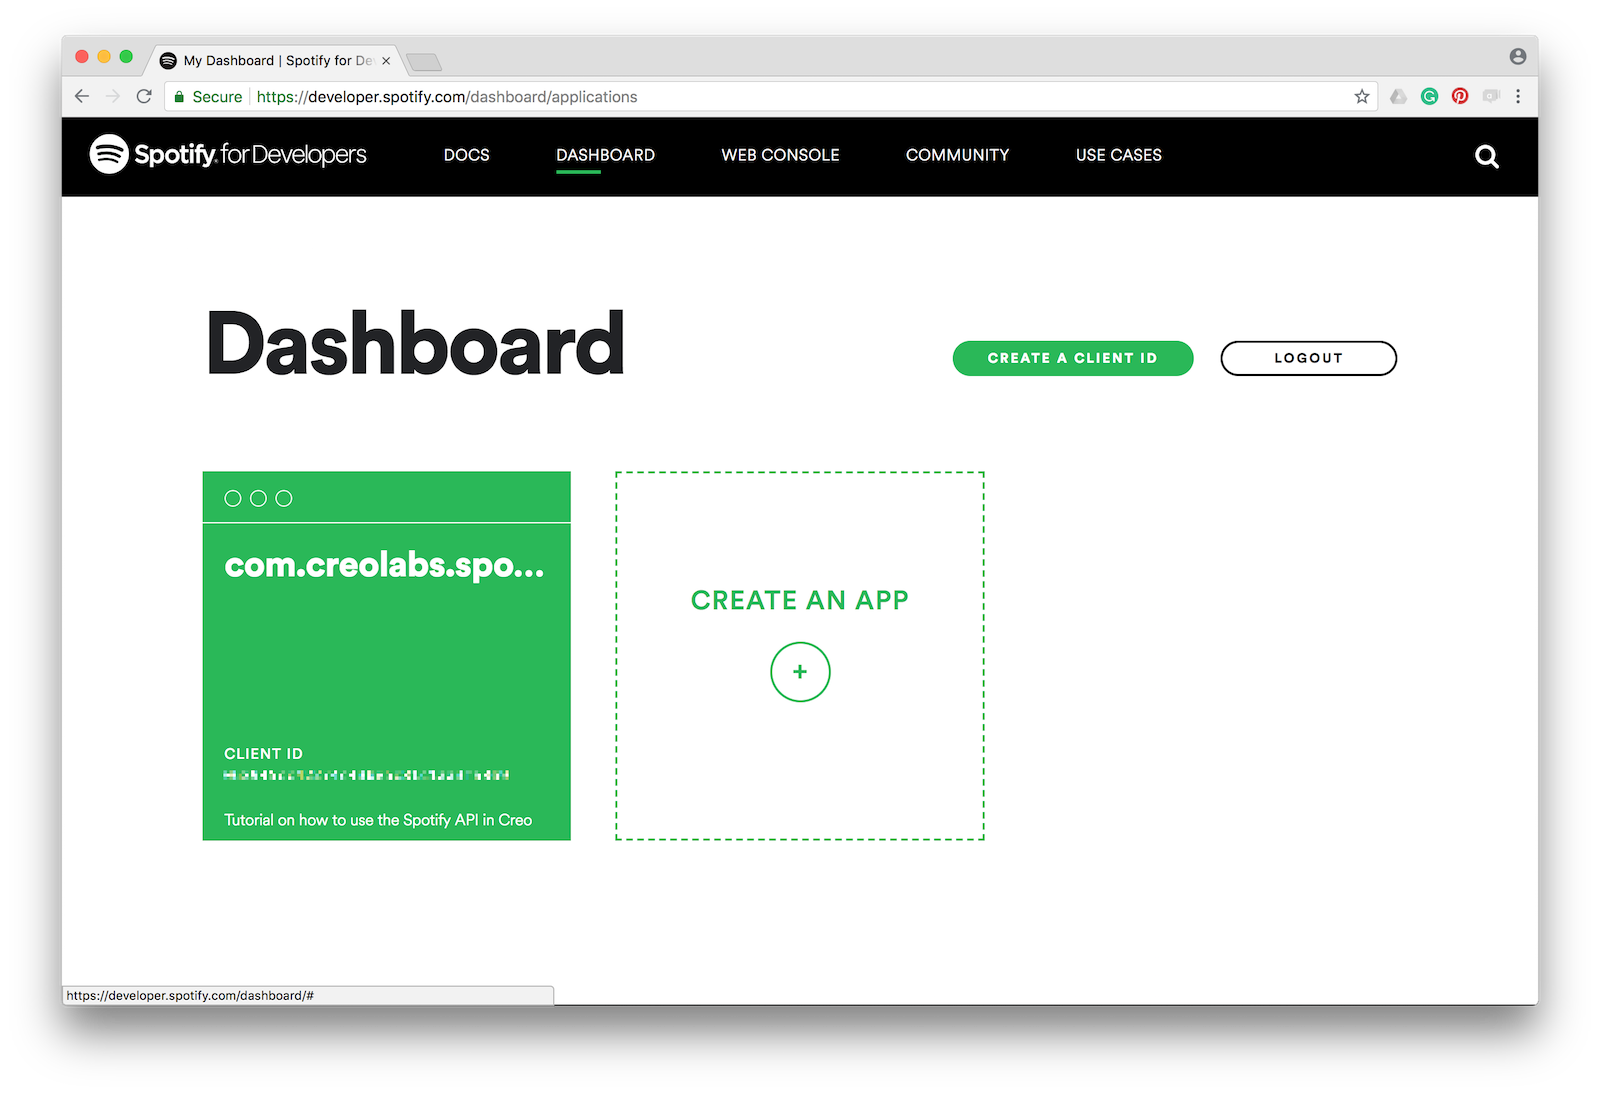 My Dashboard | Spotify for De
Secure https://developer.spotify.com/dashboard/applications
Spotify for Developers DOCS DASHBOARD WEB CONSOLE COMMUNITY USE CASES
Dashboard
CREATE A CLIENT ID LOGOUT
com.creolabs.spo...
CREATE AN APP
+
CLIENT ID
Tutorial on how to use the Spotify API in Creo
https://developer.spotify.com/dashboard/#